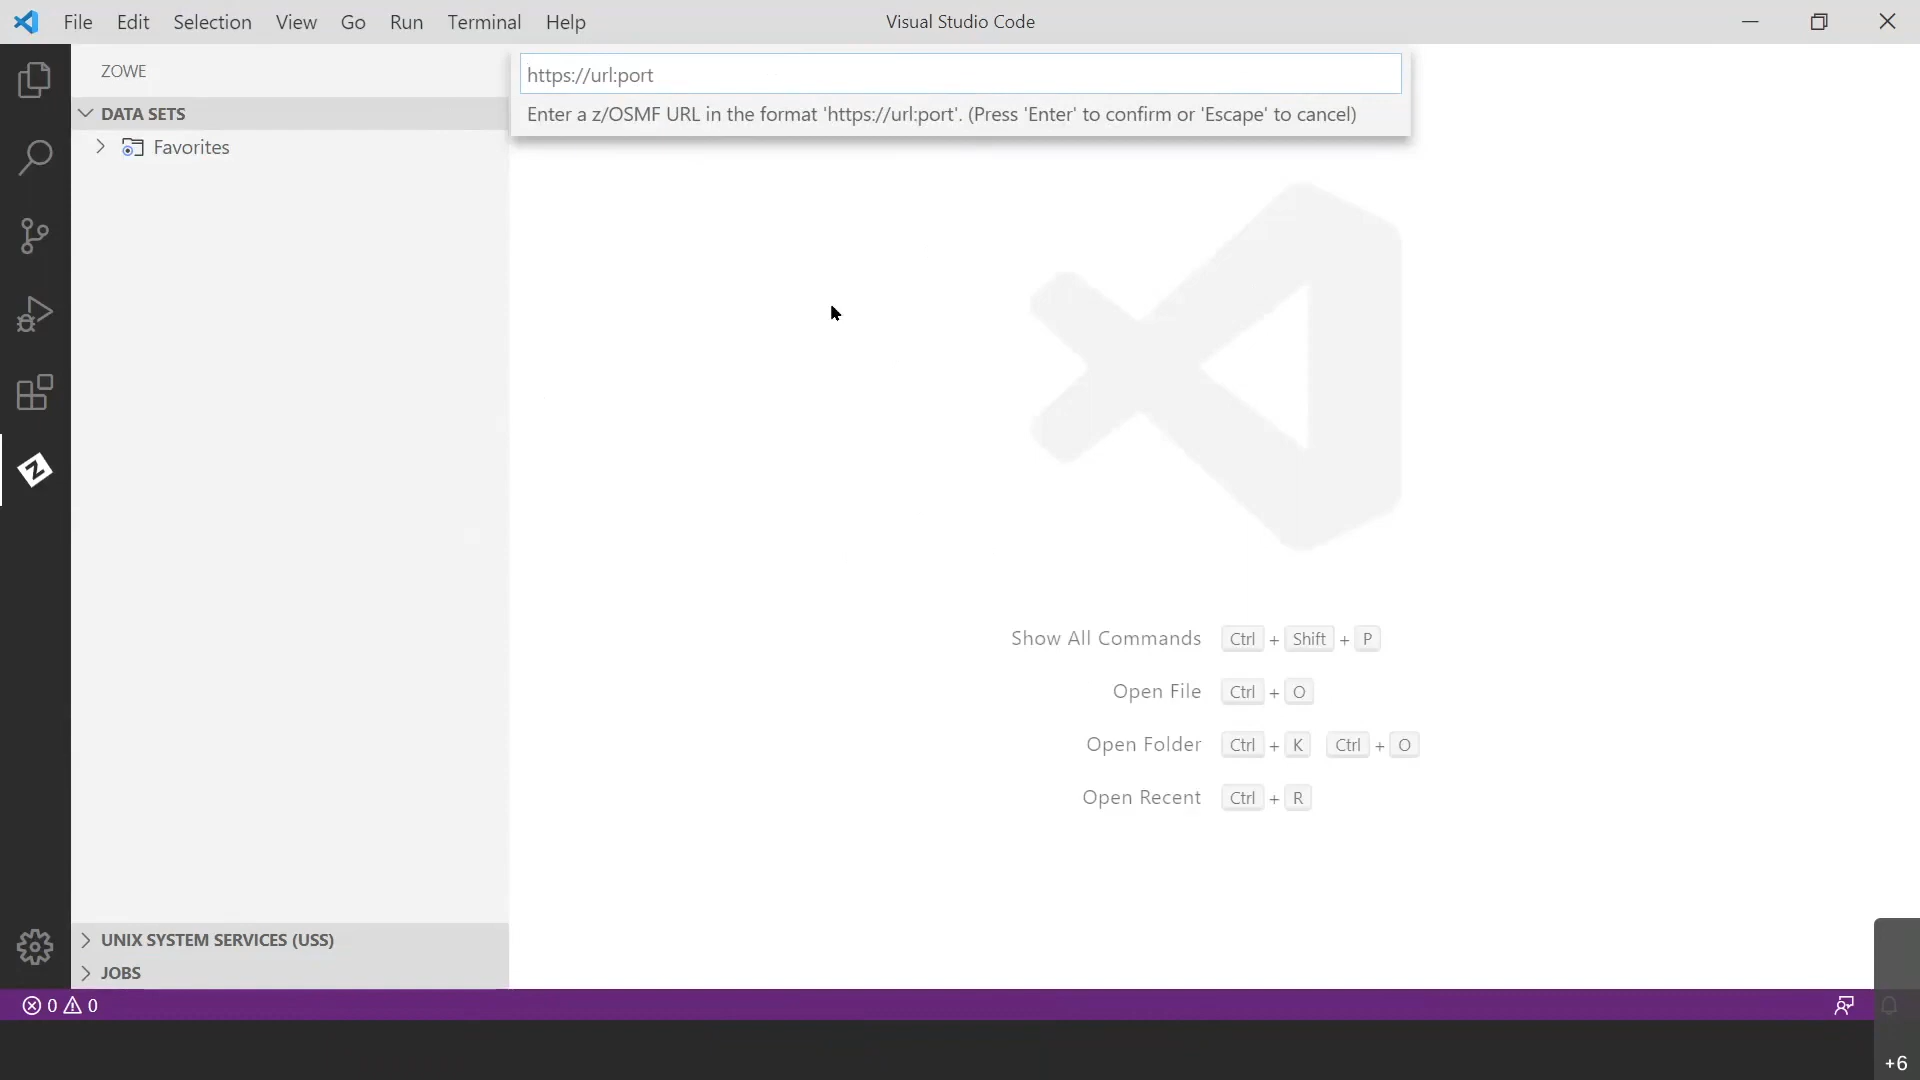 File Edit Selection View Go Run Terminal Help
Visual Studio Code
ZOWE
https://url:port
Enter a z/OSMF URL in the format 'https://url:port'. (Press 'Enter' to confirm or 'Escape' to cancel)
DATA SETS
Favorites
Show All Commands Ctrl + Shift + P
Open File Ctrl + O
Open Folder Ctrl + K Ctrl + O
Open Recent Ctrl + R
UNIX SYSTEM SERVICES (USS)
JOBS
0 0
+6